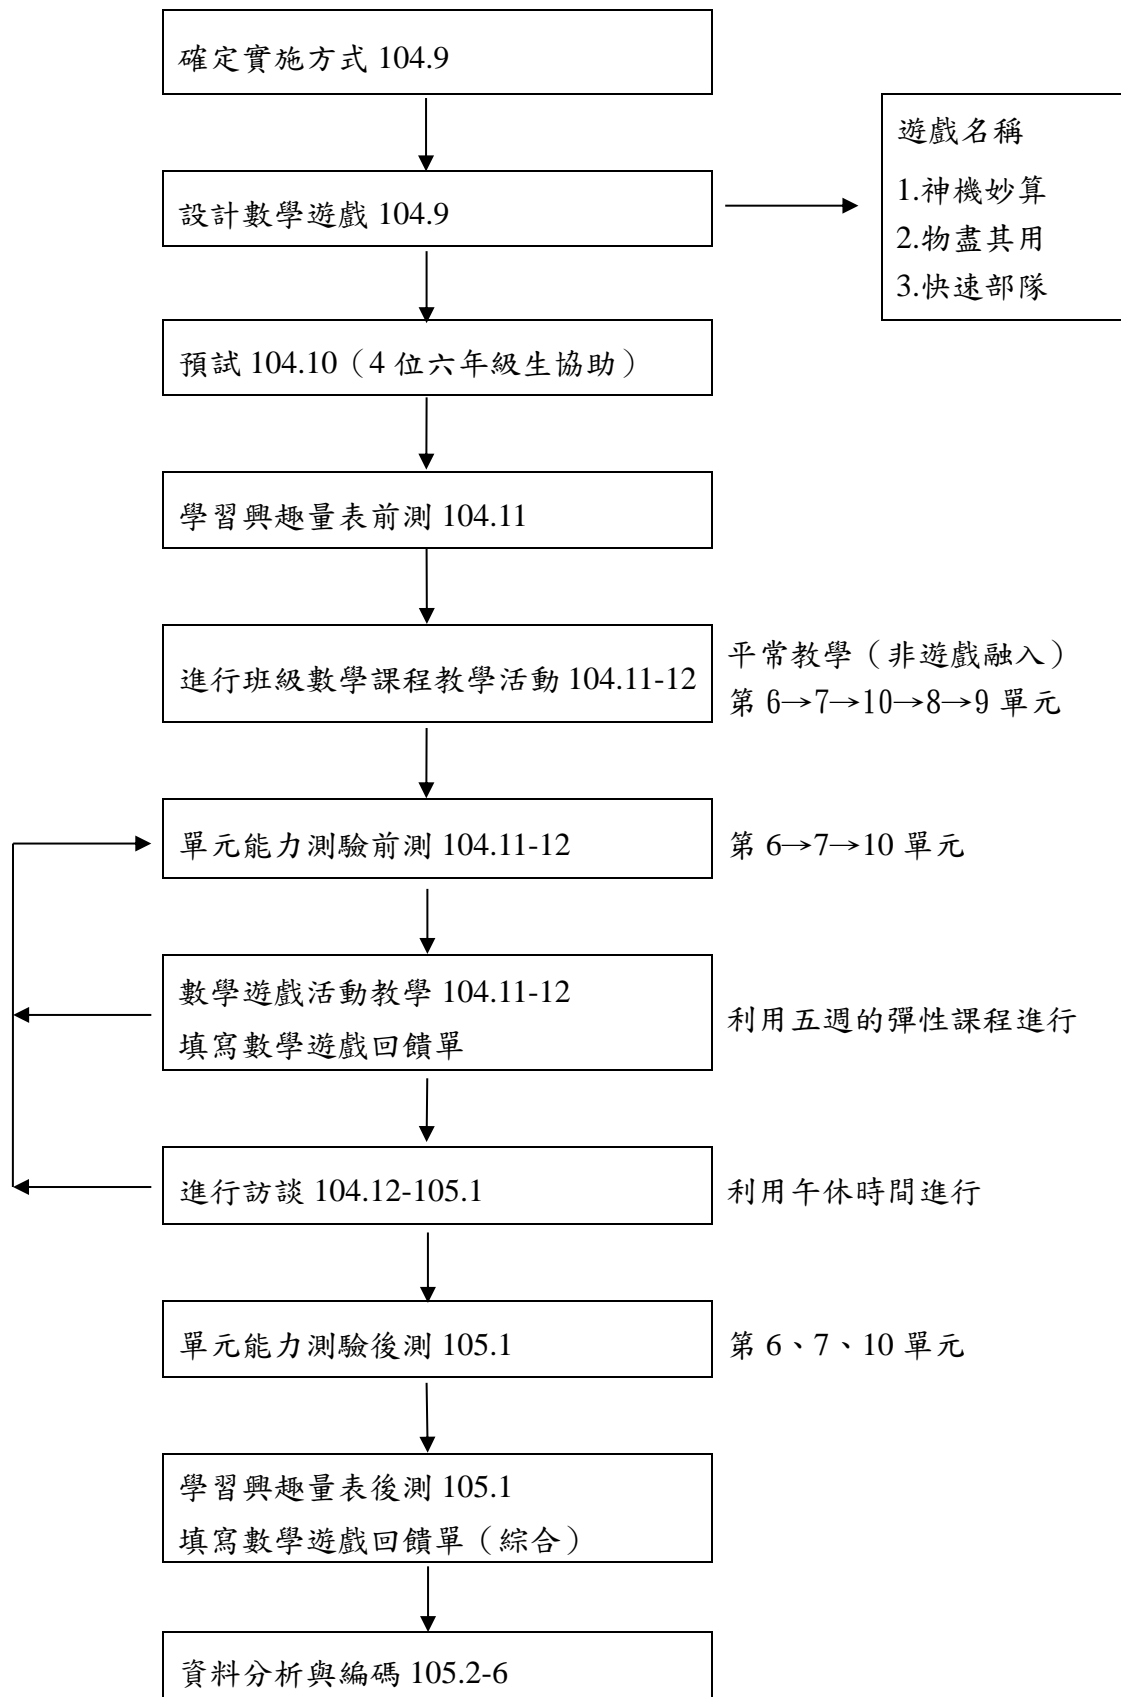 確定實施方式 104.9
遊戲名稱
1.神機妙算
2.物盡其用
3.快速部隊
設計數學遊戲 104.9
預試 104.10（4 位六年級生協助）
學習興趣量表前測 104.11
進行班級數學課程教學活動 104.11-12
平常教學（非遊戲融入）
第 6→7→10→8→9 單元
單元能力測驗前測 104.11-12
第 6→7→10 單元
數學遊戲活動教學 104.11-12
填寫數學遊戲回饋單
利用五週的彈性課程進行
進行訪談 104.12-105.1
利用午休時間進行
單元能力測驗後測 105.1
第 6、7、10 單元
學習興趣量表後測 105.1
填寫數學遊戲回饋單（綜合）
資料分析與編碼 105.2-6